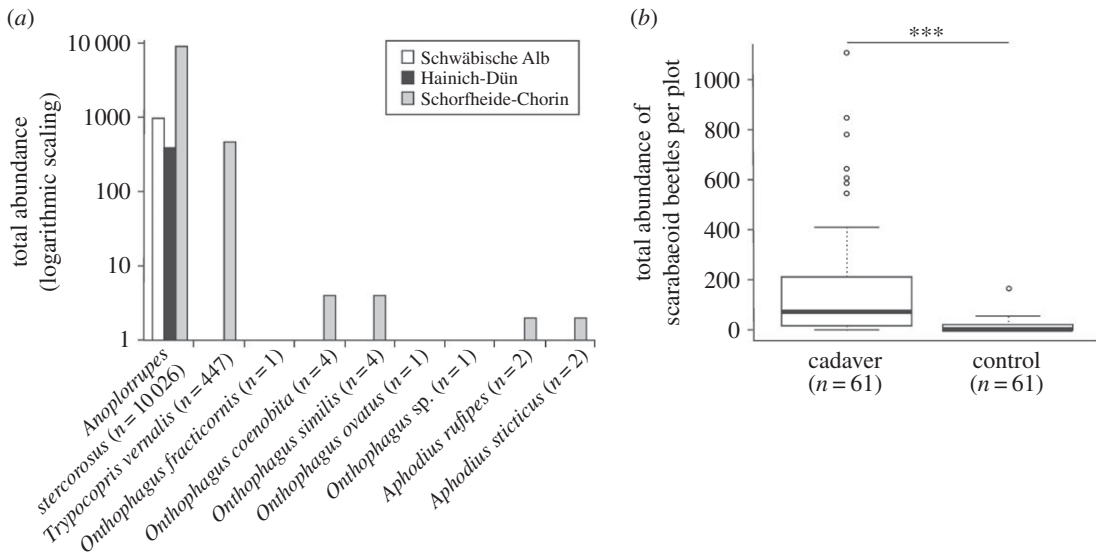 (a)
10 000
1000
100
10
1
total abundance
(logarithmic scaling)
Schwäbische Alb
Hainich-Dün
Schorfheide-Chorin
Anoplotrupes
stercorosus (n = 10 026)
Trypocopris vernalis (n = 447)
Onthophagus fracticornis (n = 1)
Onthophagus coenobita (n = 4)
Onthophagus similis (n = 4)
Onthophagus ovatus (n = 1)
Onthophagus sp. (n = 1)
Aphodius rufipes (n = 2)
Aphodius sticticus (n = 2)
(b)
***
total abundance of
scarabaeoid beetles per plot
1000
800
600
400
200
0
cadaver
(n = 61)
control
(n = 61)